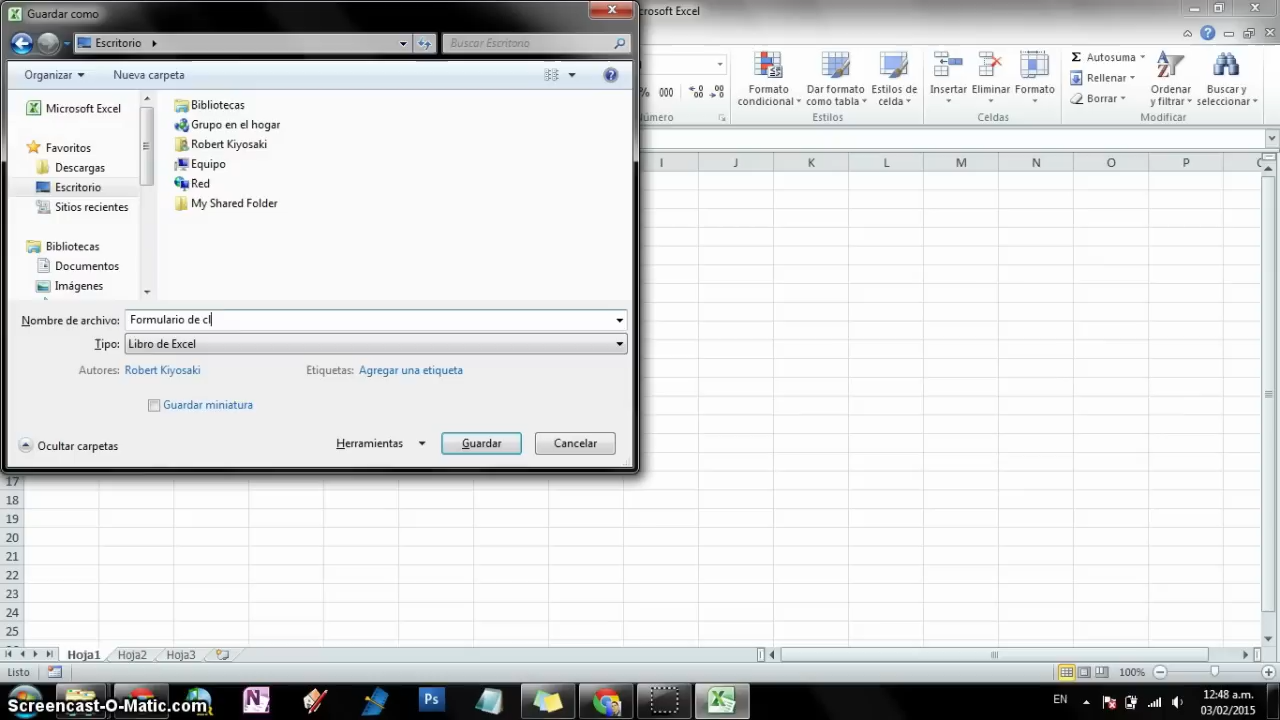 Guardar como
rosoft Excel
Escritorio
Buscar Escritorio
Organizar
Nueva carpeta
Microsoft Excel
Favoritos
Descargas
Escritorio
Sitios recientes
Bibliotecas
Documentos
Imágenes
Bibliotecas
Grupo en el hogar
Robert Kiyosaki
Equipo
Red
My Shared Folder
Nombre de archivo: Formulario de cl
Tipo: Libro de Excel
Autores: Robert Kiyosaki
Etiquetas: Agregar una etiqueta
Guardar miniatura
Ocultar carpetas
Herramientas
Guardar
Cancelar
% 000
Número
Formato condicional
Dar formato como tabla
Estilos de celda
Estilos
Insertar
Eliminar
Formato
Celdas
Σ Autosuma
Rellenar
Borrar
Ordenar y filtrar
Buscar y seleccionar
Modificar
I J K L M N O P
17
18
19
20
21
22
23
24
25
Hoja1 Hoja2 Hoja3
Listo
100%
Screencast-O-Matic.com
Ps
EN
12:48 a.m.
03/02/2015